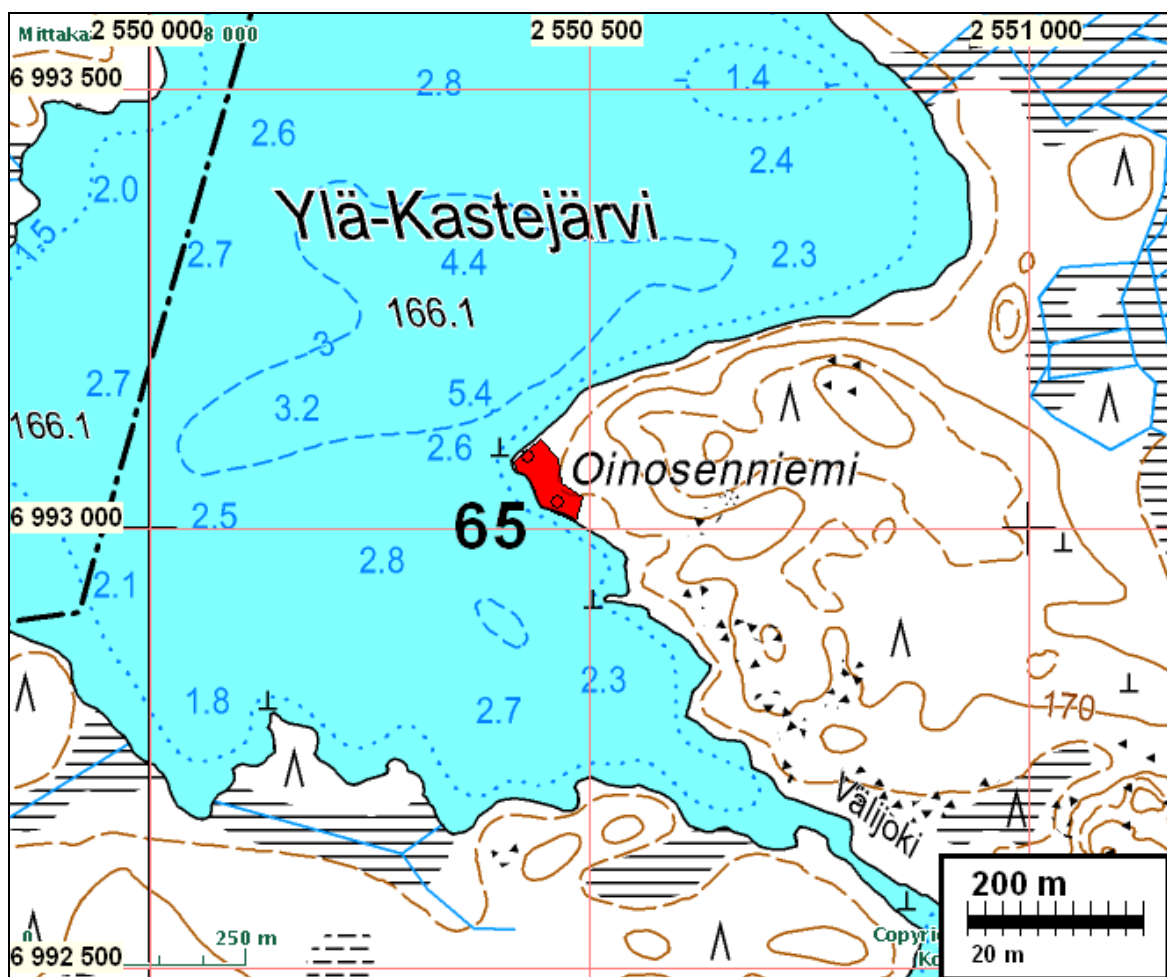 Mittaka 2 550 000 8 000 2 550 500 2 551 000
6 993 500
2.8 1.4
2.6
2.4
2.0
Ylä-Kastejärvi
1.5 2.7 4.4 2.3
166.1
3
2.7 3.2 5.4
166.1
2.6 Oinosenniemi
65
6 993 000 2.5
2.8
2.1
2.3
1.8 2.7
170
Välijoki
200 m
20 m
0 250 m
Copyri
Ko
6 992 500